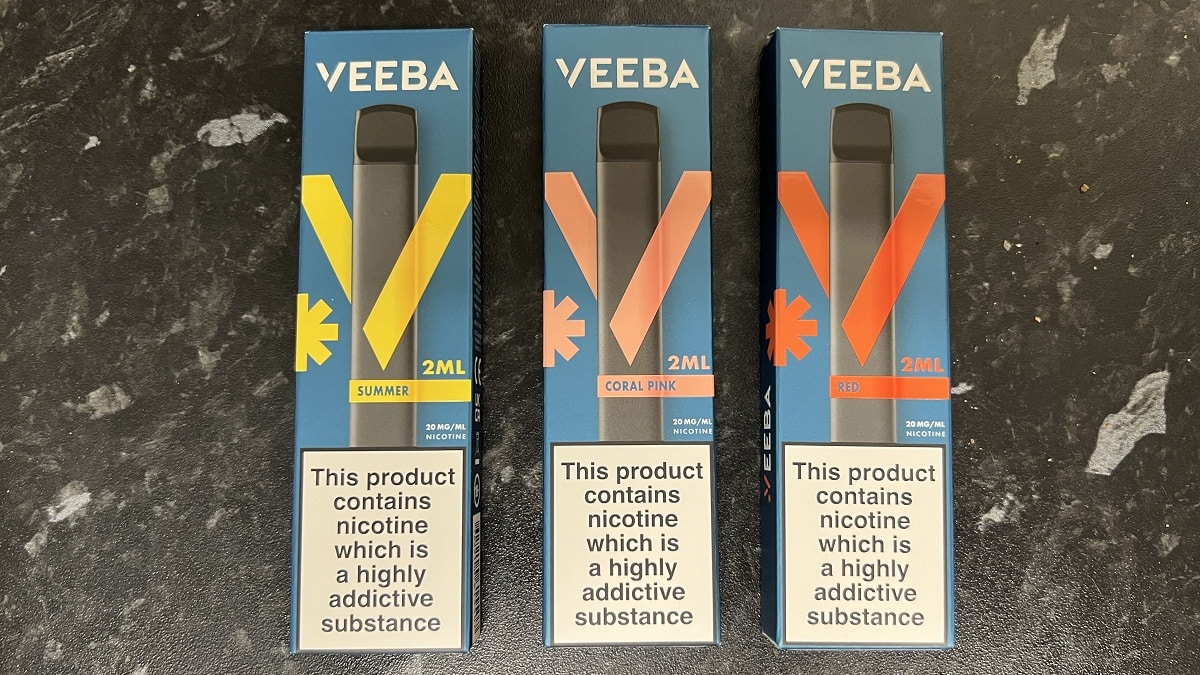 VEEBA
2ML
SUMMER
20 MG/ML
NICOTINE
This product
contains
nicotine
which is
a highly
addictive
substance
VEEBA
2ML
CORAL PINK
20 MG/ML
NICOTINE
This product
contains
nicotine
which is
a highly
addictive
substance
VEEBA
2ML
RED
20 MG/ML
NICOTINE
VEEBA
This product
contains
nicotine
which is
a highly
addictive
substance